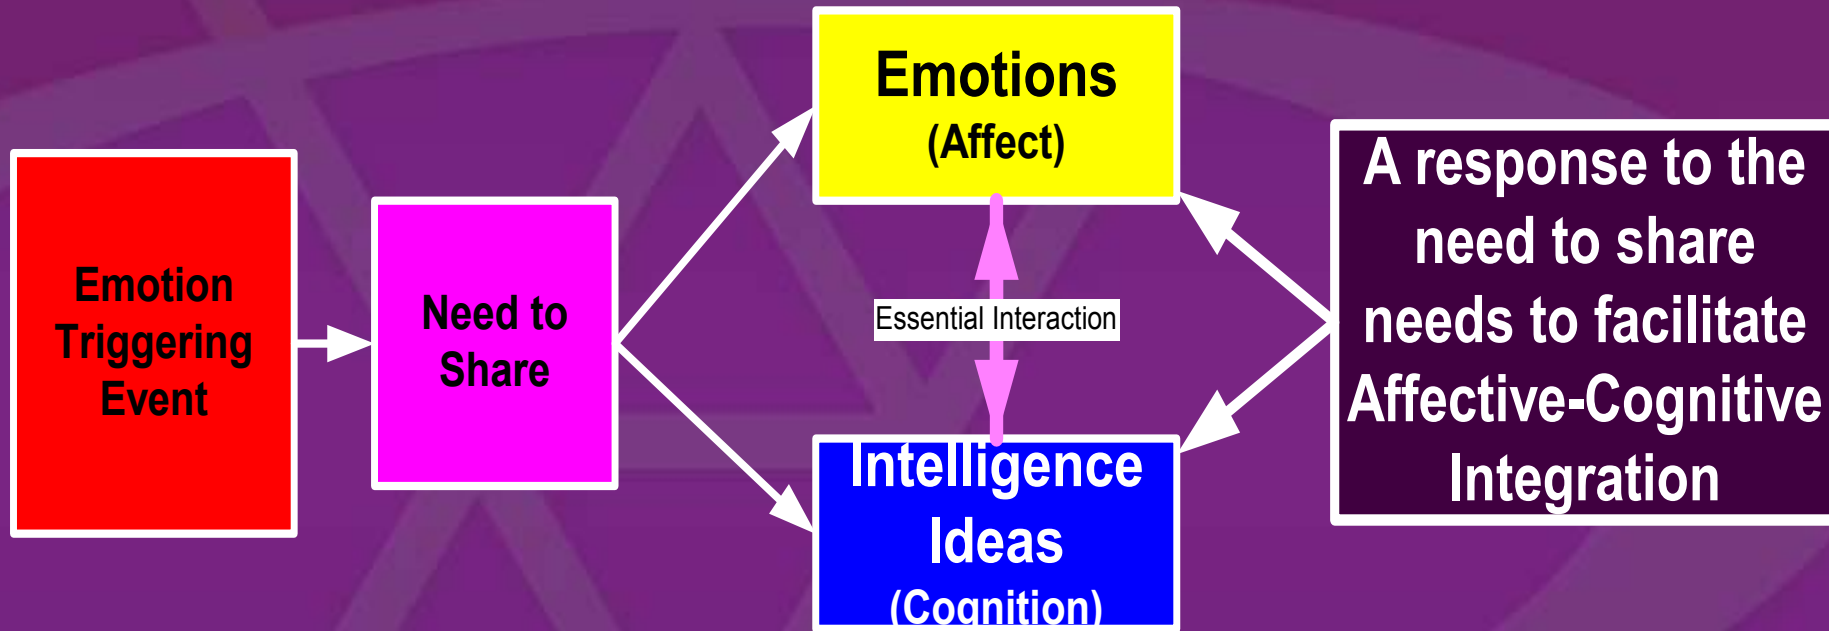 Emotion
Triggering
Event
Need to
Share
Emotions
(Affect)
Essential Interaction
Intelligence
Ideas
(Cognition)
A response to the
need to share
needs to facilitate
Affective-Cognitive
Integration